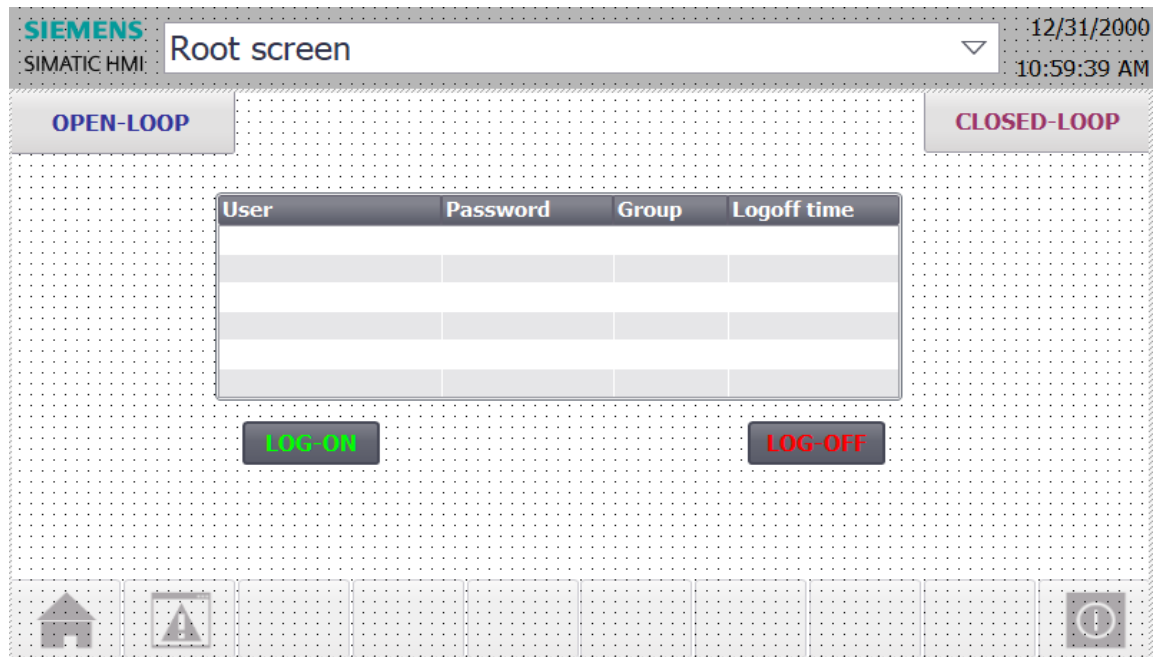 SIEMENS
SIMATIC HMI
Root screen
12/31/2000
10:59:39 AM
OPEN-LOOP
CLOSED-LOOP
User Password Group Logoff time
LOG-ON
LOG-OFF